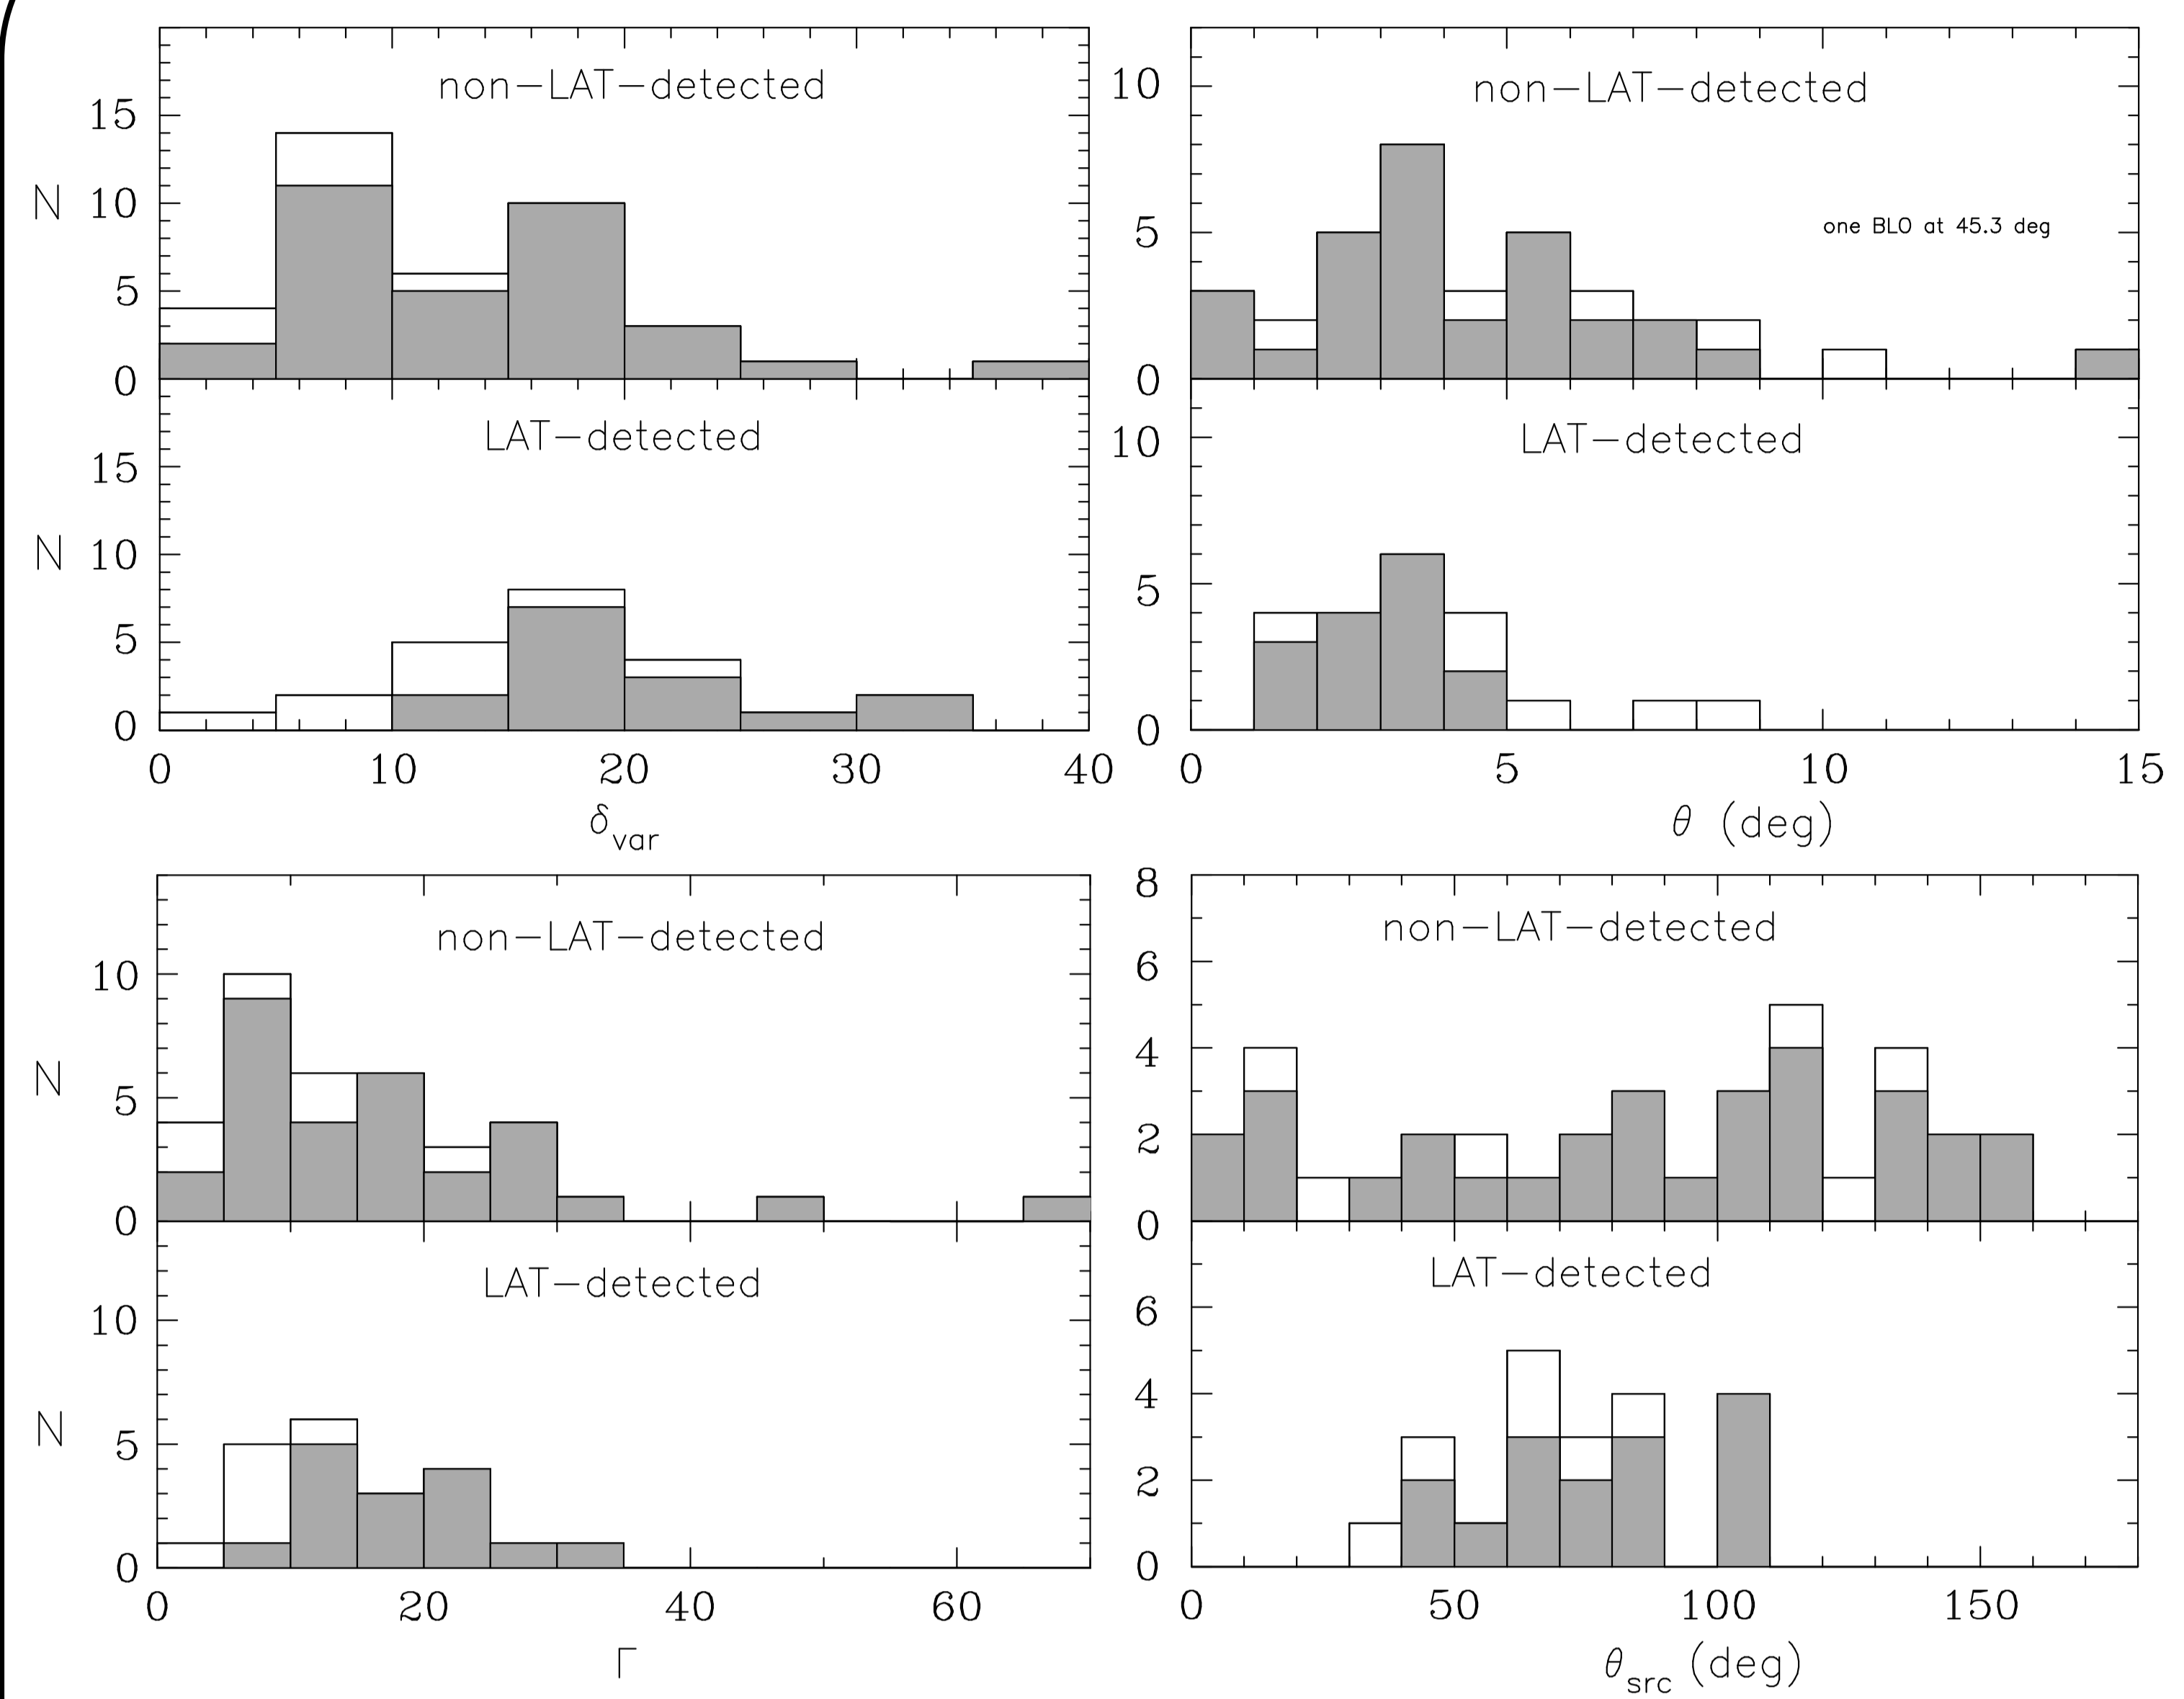 non-LAT-detected
15
N 10
5
0
LAT-detected
15
N 10
5
0
0 10 20 30 40
δvar
non-LAT-detected
10
5
one BLO at 45.3 deg
0
LAT-detected
10
5
0
0 5 10 15
θ (deg)
non-LAT-detected
10
N
5
0
LAT-detected
10
N
5
0
0 20 40 60
Γ
8
non-LAT-detected
6
4
2
0
LAT-detected
6
4
2
0
0 50 100 150
θsrc (deg)